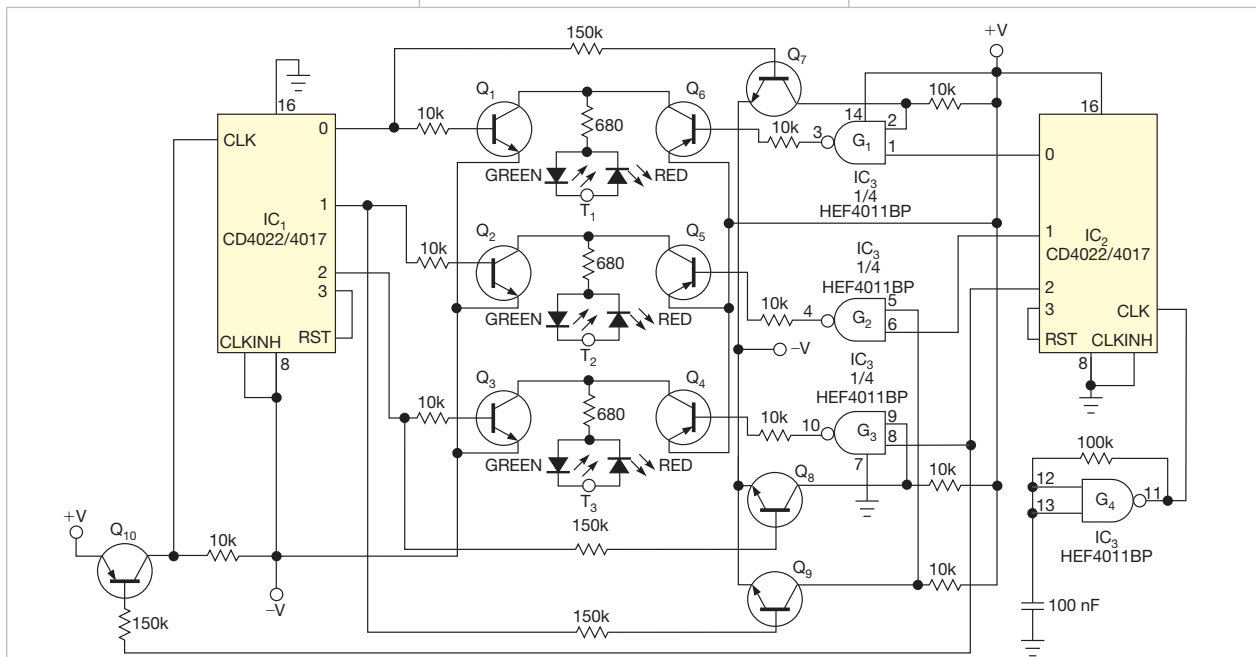 +V
150k
Q7
16
Q1
Q6
10k
16
0
10k
14
2
CLK
680
10k
3
G1
1
0
GREEN
RED
IC3
1/4
HEF4011BP
T1
1
IC1
CD4022/4017
Q2
Q5
IC3
1/4
HEF4011BP
1
IC2
CD4022/4017
10k
680
2
2
3
10k
4
G2
5
6
3
CLK
GREEN
RED
RST
CLKINH
8
T2
–V
IC3
1/4
HEF4011BP
RST
CLKINH
8
Q3
Q4
10k
680
10k
10
G3
9
8
7
GREEN
RED
100k
T3
Q8
10k
12
13
G4
11
+V
Q10
10k
150k
IC3
HEF4011BP
Q9
10k
–V
100 nF
150k
150k